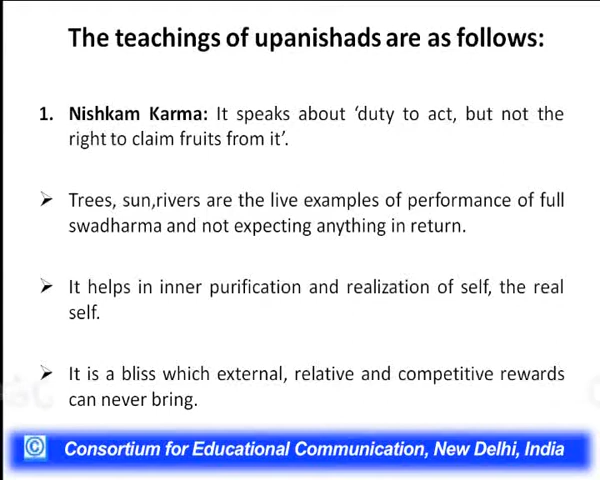 The teachings of upanishads are as follows:
1. Nishkam Karma: It speaks about ‘duty to act, but not the
right to claim fruits from it’.
➢ Trees, sun,rivers are the live examples of performance of full
swadharma and not expecting anything in return.
➢ It helps in inner purification and realization of self, the real
self.
➢ It is a bliss which external, relative and competitive rewards
can never bring.
© Consortium for Educational Communication, New Delhi, India